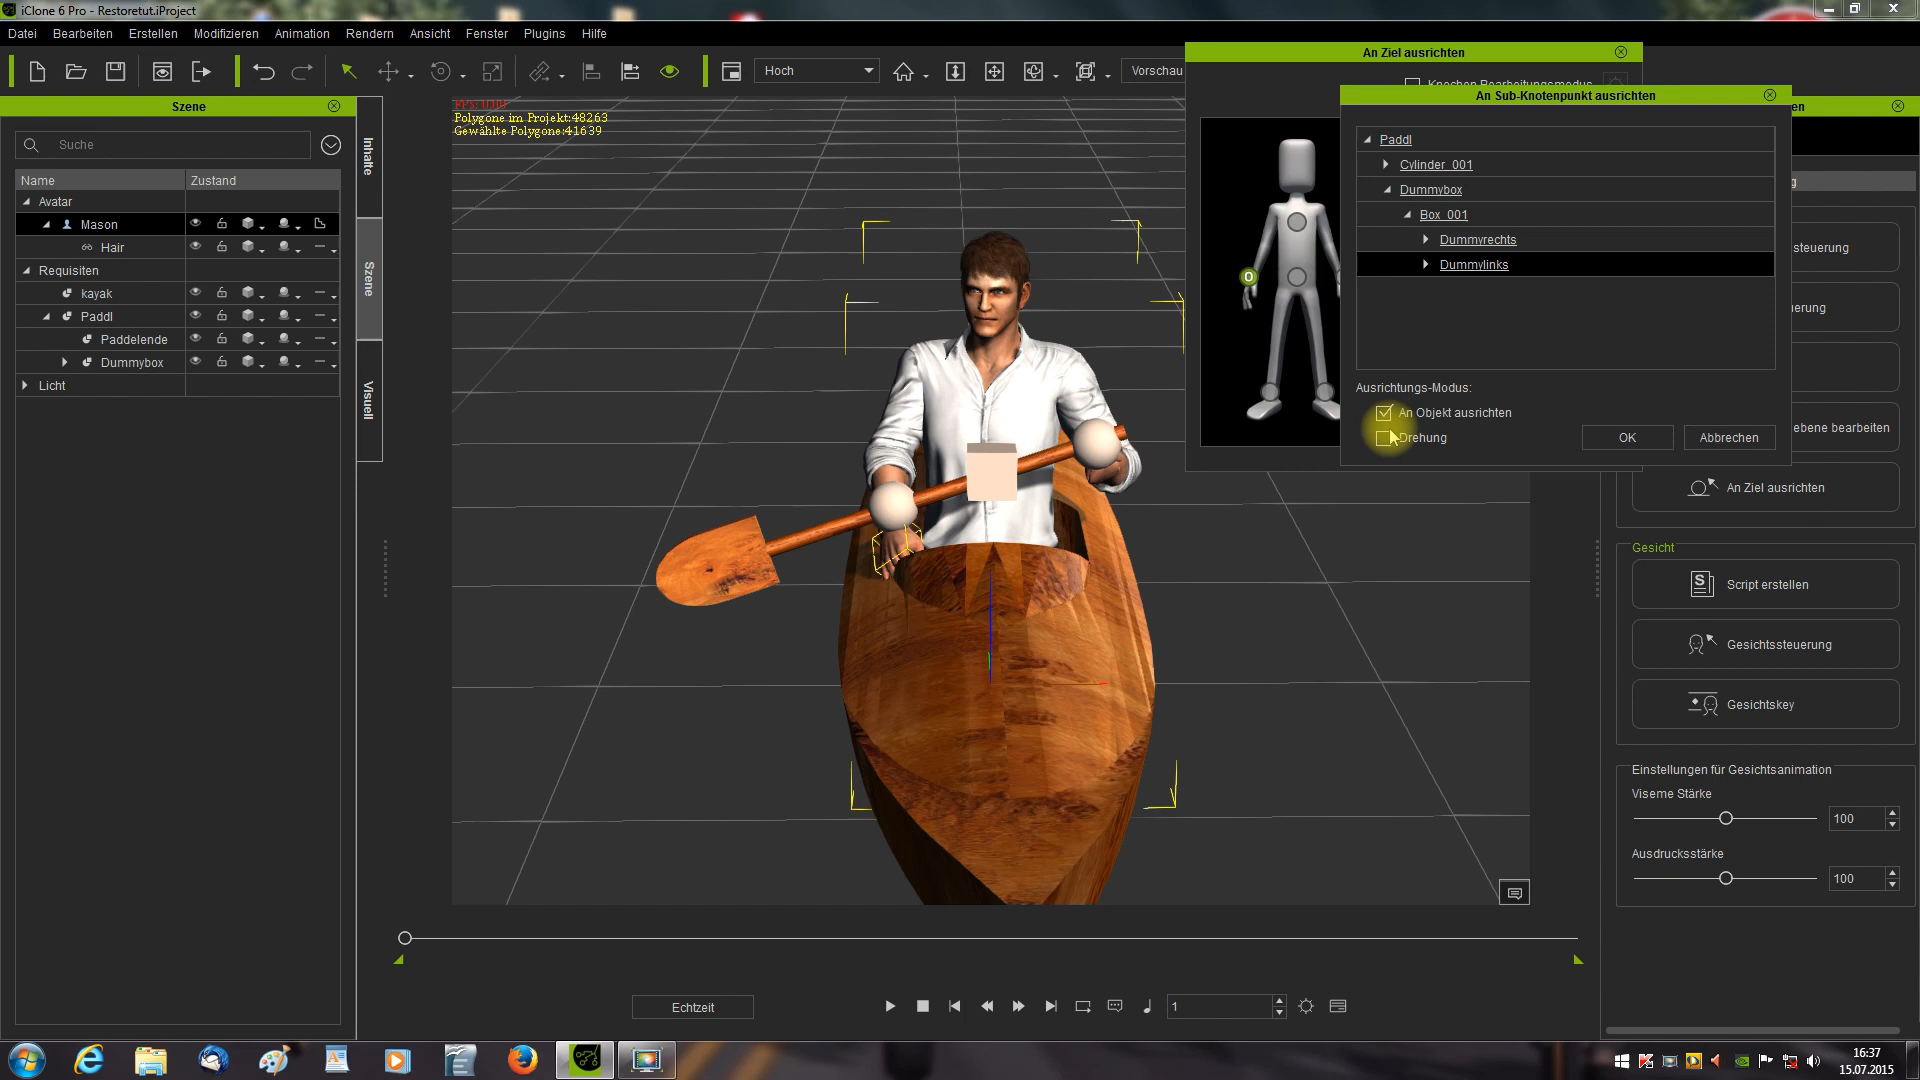 iClone 6 Pro - Restoretut.iProject
Datei Bearbeiten Erstellen Modifizieren Animation Rendern Ansicht Fenster Plugins Hilfe
Hoch
Vorschau
An Ziel ausrichten
Knochen Bearbeitungsmodus
An Sub-Knotenpunkt ausrichten
Paddl
Cylinder_001
Dummybox
Box_001
Dummyrechts
Dummylinks
Ausrichtungs-Modus:
An Objekt ausrichten
Drehung
OK
Abbrechen
Szene
Suche
Name Zustand
Avatar
Mason
Hair
Requisiten
kayak
Paddl
Paddelende
Dummybox
Licht
Inhalte
Szene
Visuell
Polygone im Projekt:48263
Gewählte Polygone:41639
en
g
steuerung
uerung
ebene bearbeiten
An Ziel ausrichten
Gesicht
Script erstellen
Gesichtssteuerung
Gesichtskey
Einstellungen für Gesichtsanimation
Viseme Stärke
100
Ausdrucksstärke
100
Echtzeit
1
16:37
15.07.2015